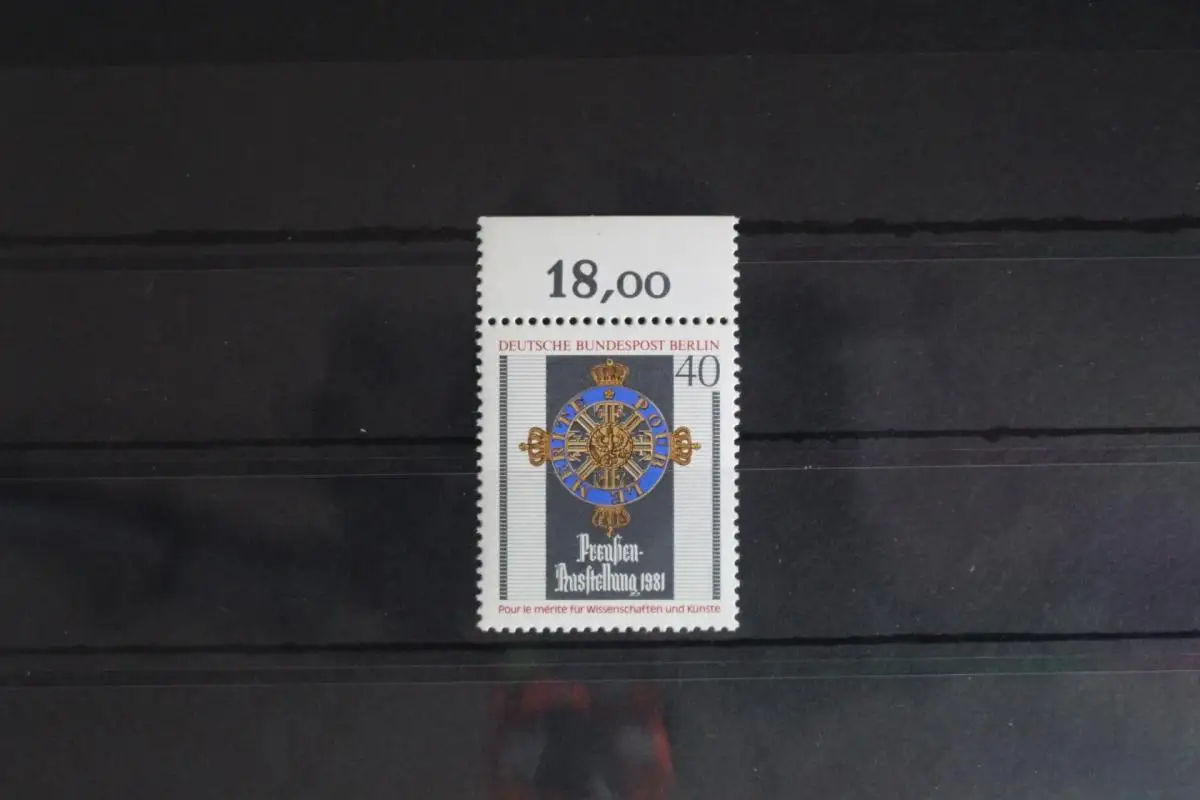 18,00
DEUTSCHE BUNDESPOST BERLIN
40
POUR LE MERITE
Preußen-
Ausstellung 1981
Pour le mérite für Wissenschaften und Künste